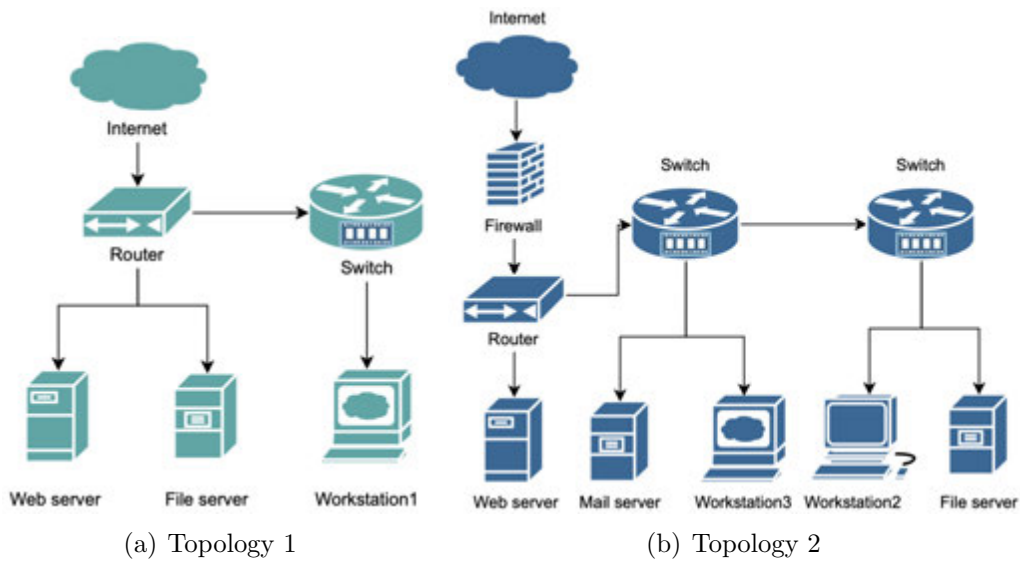 Internet
Router
Switch
Web server
File server
Workstation1
(a) Topology 1
Internet
Firewall
Switch
Switch
Router
Web server
Mail server
Workstation3
Workstation2
File server
(b) Topology 2